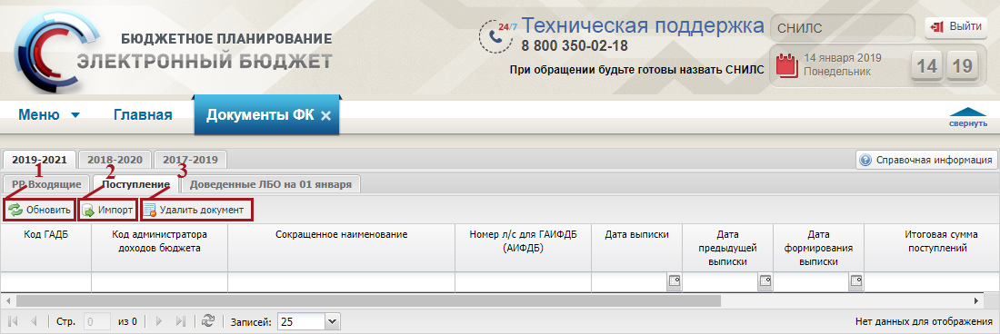 БЮДЖЕТНОЕ ПЛАНИРОВАНИЕ
ЭЛЕКТРОННЫЙ БЮДЖЕТ
24/7
Техническая поддержка
8 800 350-02-18
При обращении будьте готовы назвать СНИЛС
СНИЛС
Выйти
14 января 2019
Понедельник
14 19
Меню
Главная
Документы ФК
свернуть
2019-2021
2018-2020
2017-2019
Справочная информация
1
2
3
РР Входящие
Поступление
Доведенные ЛБО на 01 января
Обновить
Импорт
Удалить документ
Код ГАДБ
Код администратора
доходов бюджета
Сокращенное наименование
Номер л/с для ГАИФДБ
(АИФДБ)
Дата выписки
Дата
предыдущей
выписки
Дата
формирования
выписки
Итоговая сумма
поступлений
Стр. 0 из 0
Записей: 25
Нет данных для отображения